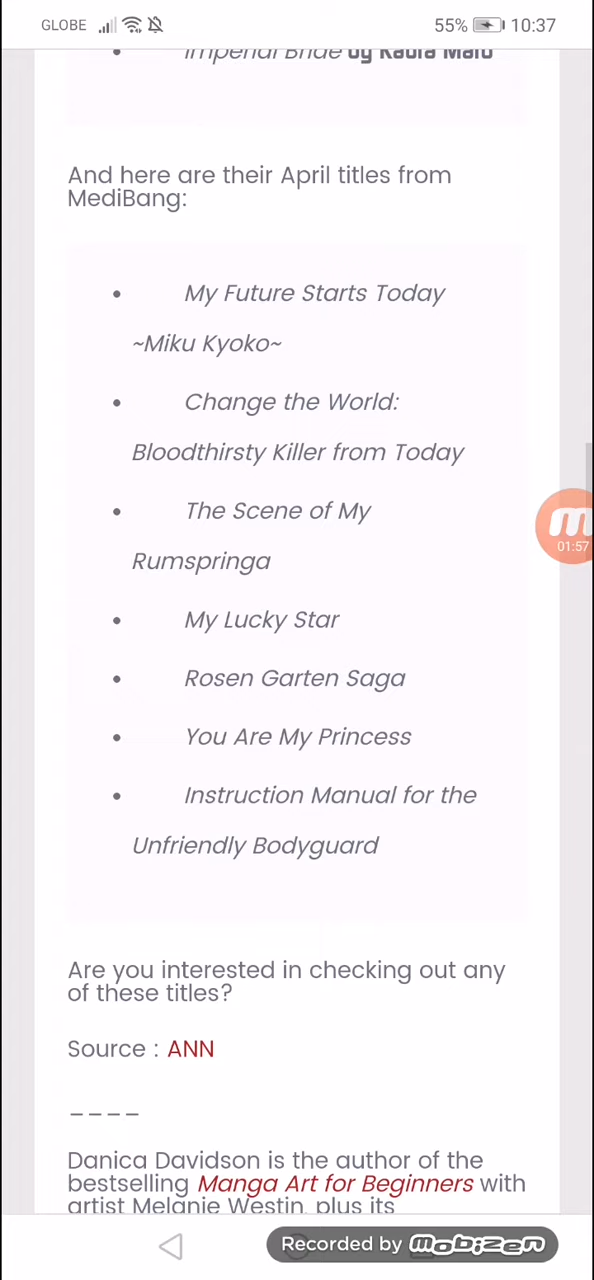 GLOBE 55% 10:37
Imperial Bride by Kaula Malu
And here are their April titles from
MediBang:
My Future Starts Today
~Miku Kyoko~
Change the World:
Bloodthirsty Killer from Today
The Scene of My
Rumspringa
My Lucky Star
Rosen Garten Saga
You Are My Princess
Instruction Manual for the
Unfriendly Bodyguard
01:57
Are you interested in checking out any
of these titles?
Source : ANN
----
Danica Davidson is the author of the
bestselling Manga Art for Beginners with
artist Melanie Westin, plus its
Recorded by mobizen